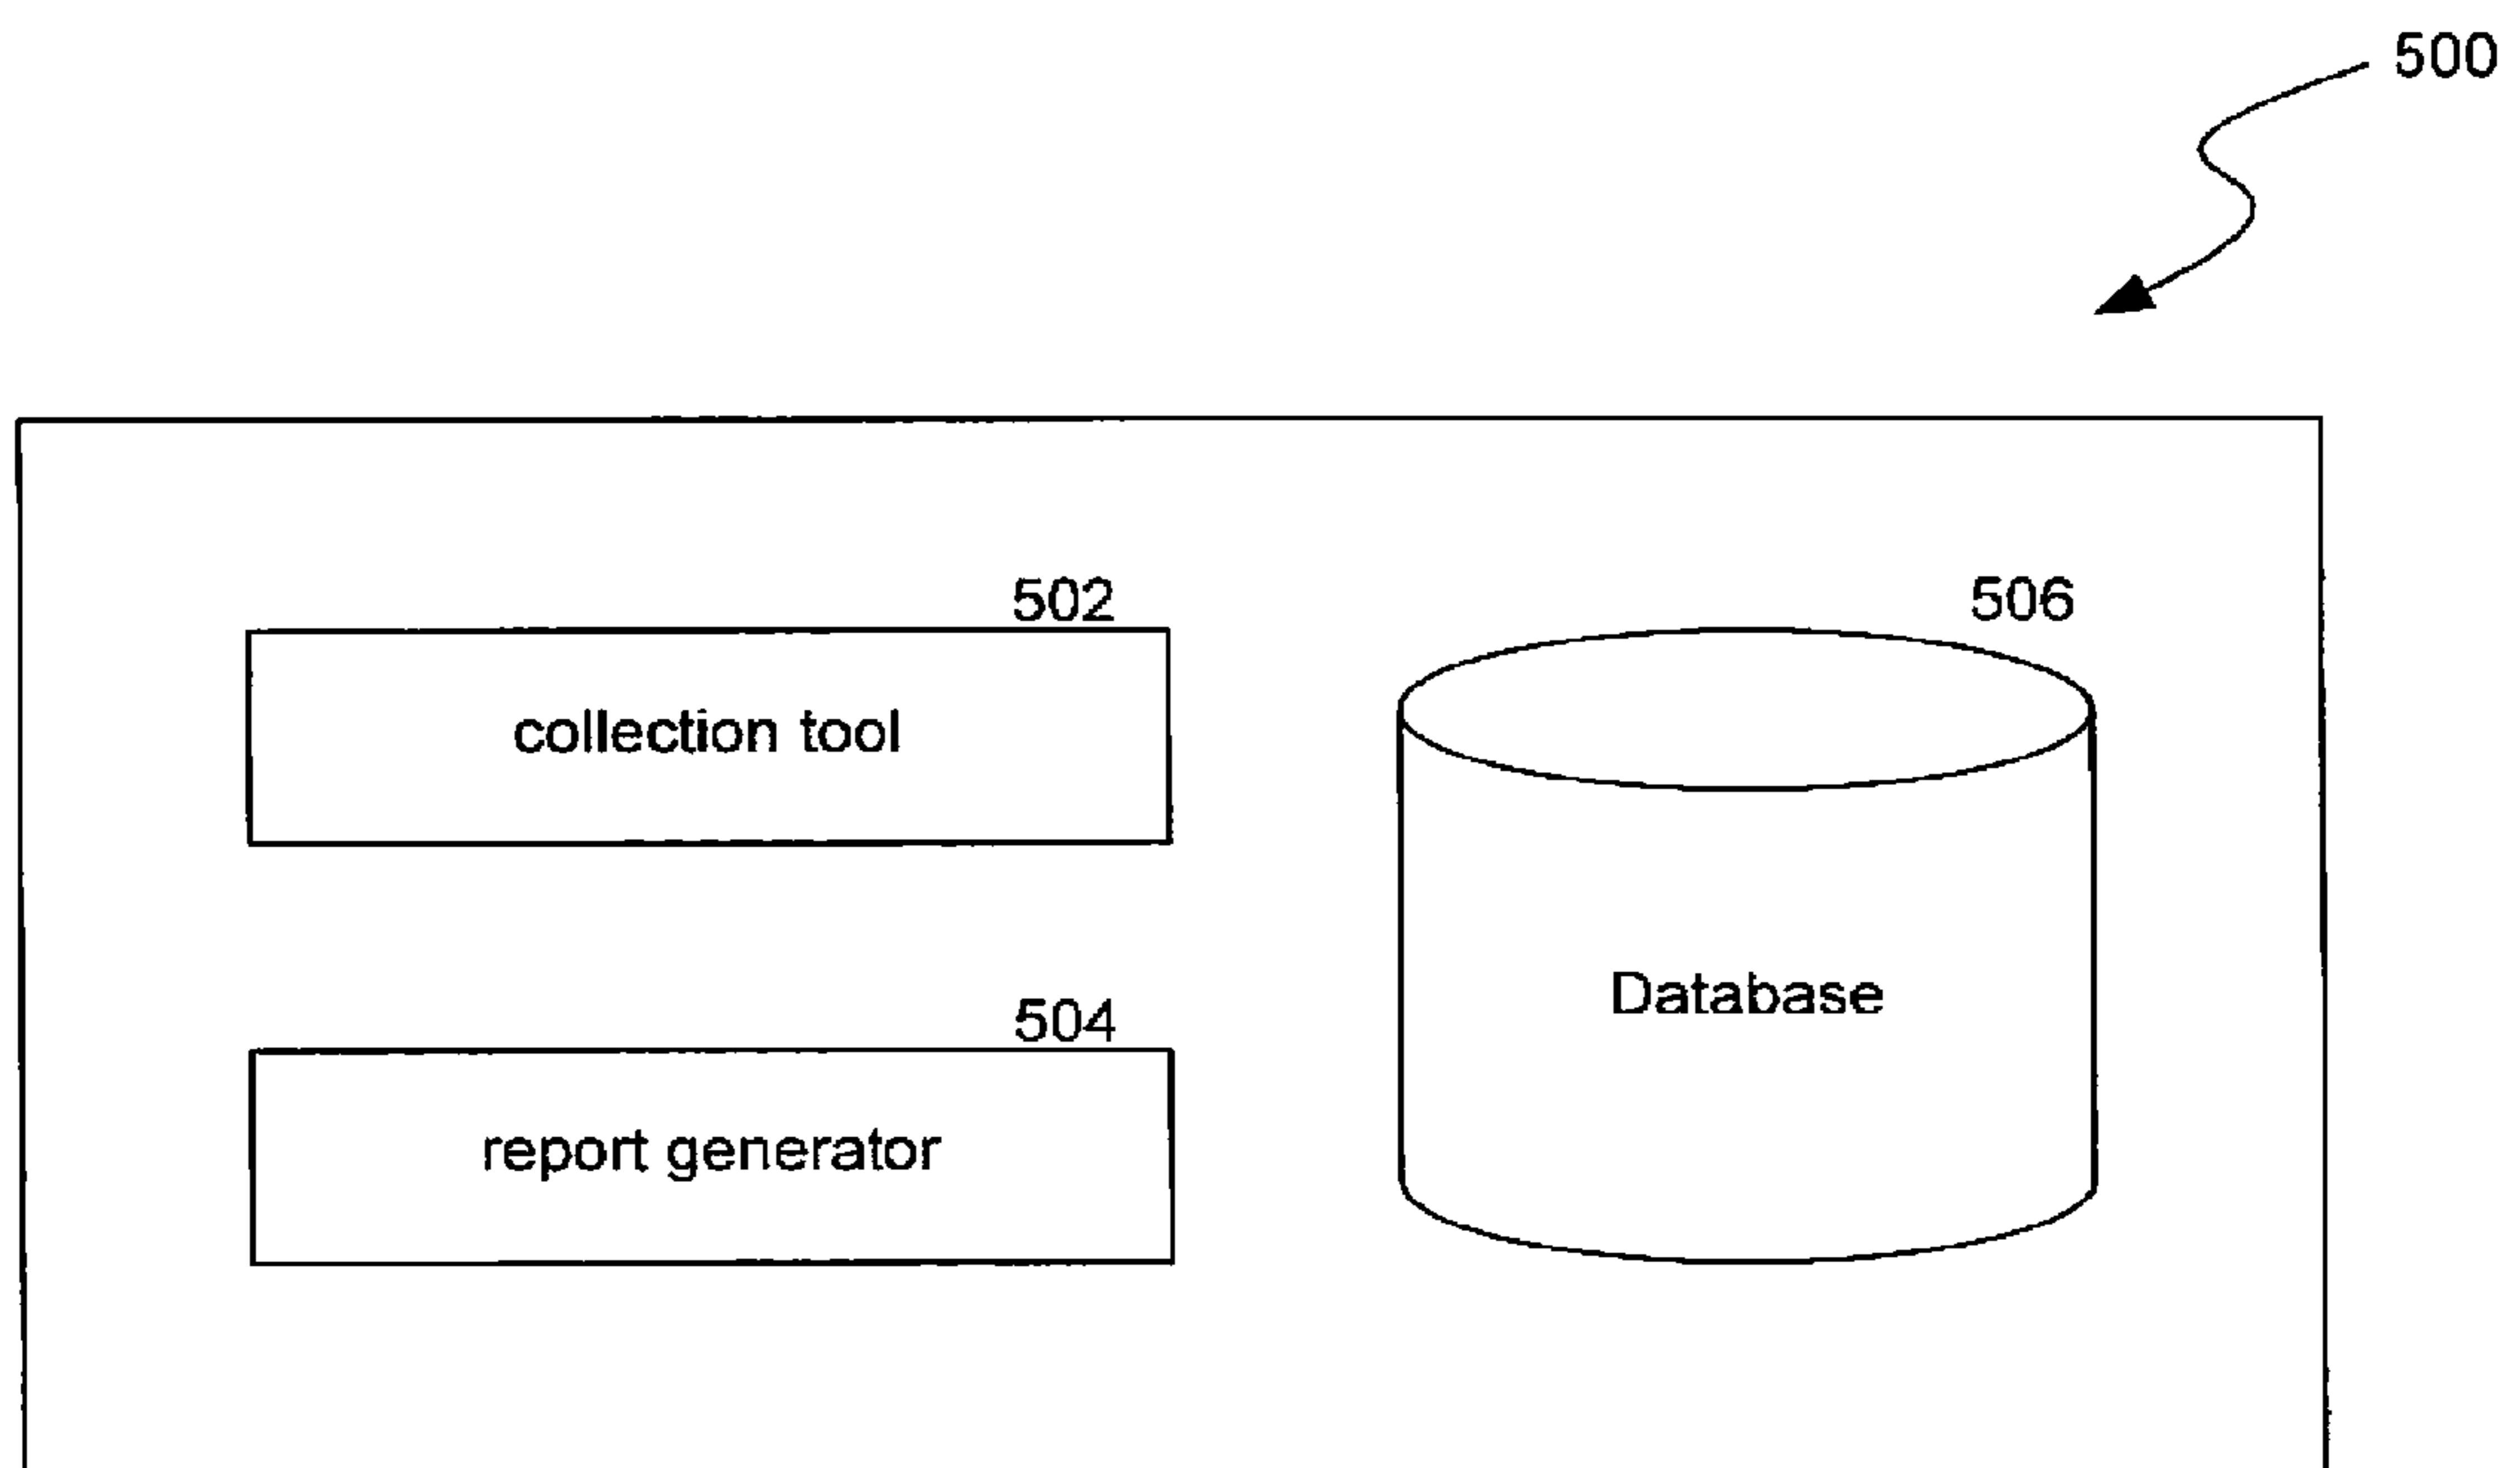 500
502
506
collection tool
Database
504
report generator